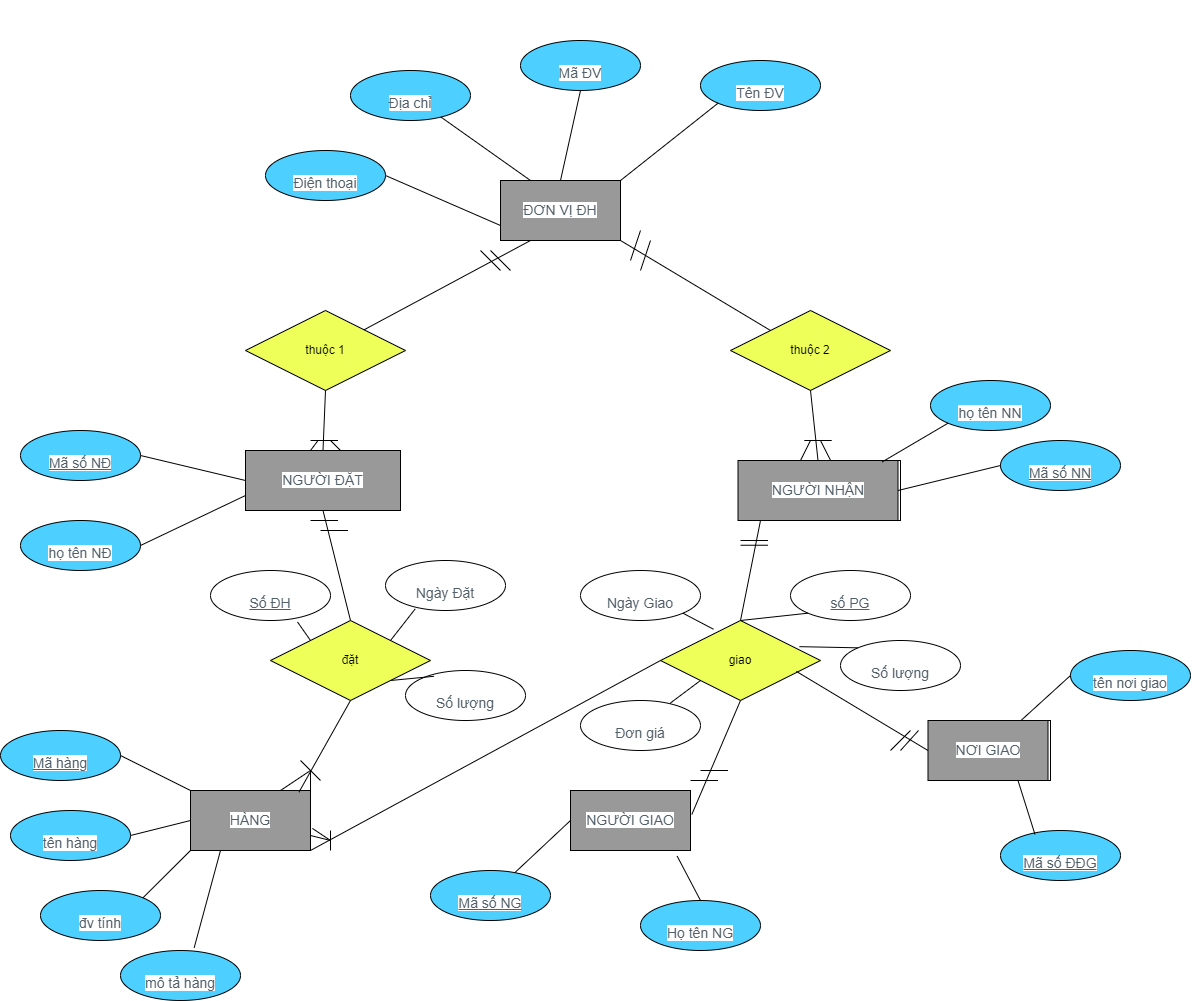 Mã ĐV
Tên ĐV
Địa chỉ
Điện thoại
ĐƠN VỊ ĐH
thuộc 1
thuộc 2
họ tên NN
Mã số NĐ
Mã số NN
NGƯỜI ĐẶT
NGƯỜI NHẬN
họ tên NĐ
Số ĐH
Ngày Đặt
Ngày Giao
số PG
đặt
giao
Số lượng
tên nơi giao
Số lượng
Đơn giá
NƠI GIAO
Mã hàng
HÀNG
NGƯỜI GIAO
tên hàng
Mã số ĐĐG
Mã số NG
đv tính
Họ tên NG
mô tả hàng